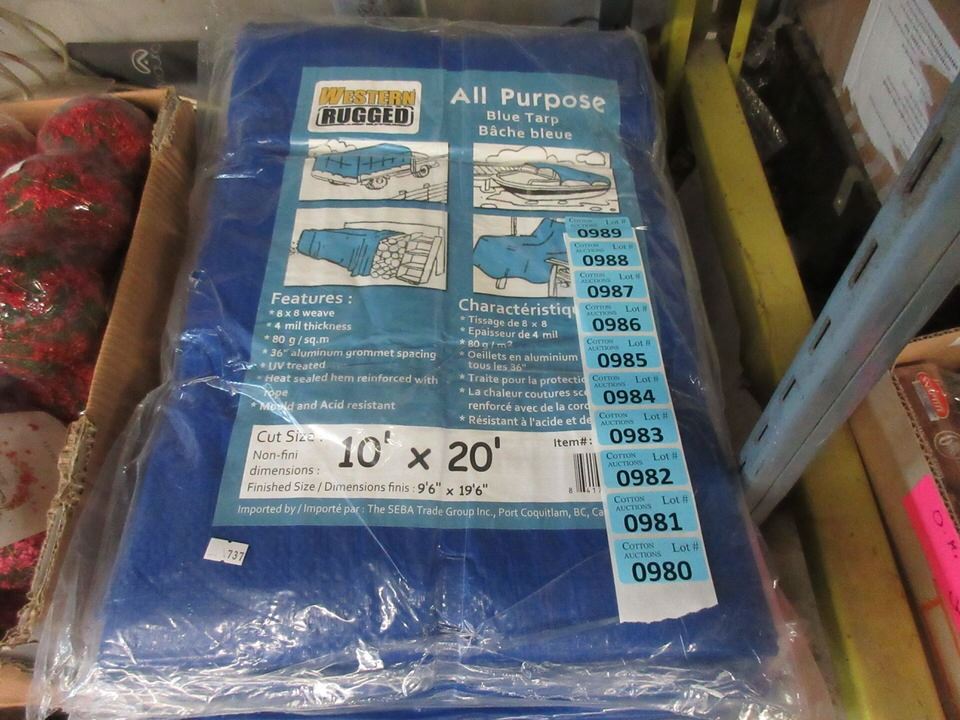 WESTERN
RUGGED
All Purpose
Blue Tarp
Bâche bleue
Features :
* 8 x 8 weave
* 4 mil thickness
* 80 g / sq.m
* 36" aluminum grommet spacing
* UV treated
Heat sealed hem reinforced with
rope
* Mould and Acid resistant
Caractéristiqu
* Tissage de 8 x 8
* Epaisseur de 4 mil
* 80 g / m2
* Oeillets en aluminium
tous les 36"
* Traite pour la protectio
* La chaleur coutures sce
renforcé avec de la cord
* Résistant à l'acide et de
Cut Size :
Non-fini
dimensions :
10' x 20'
Item#:
Finished Size / Dimensions finis : 9'6" x 19'6"
Imported by / Importé par : The SEBA Trade Group Inc., Port Coquitlam, BC, Ca
737
COTTON AUCTIONS Lot #
0989
COTTON AUCTIONS Lot #
0988
COTTON AUCTIONS Lot #
0987
COTTON AUCTIONS Lot #
0986
COTTON AUCTIONS Lot #
0985
COTTON AUCTIONS Lot #
0984
COTTON AUCTIONS Lot #
0983
COTTON AUCTIONS Lot #
0982
COTTON AUCTIONS Lot #
0981
COTTON AUCTIONS Lot #
0980